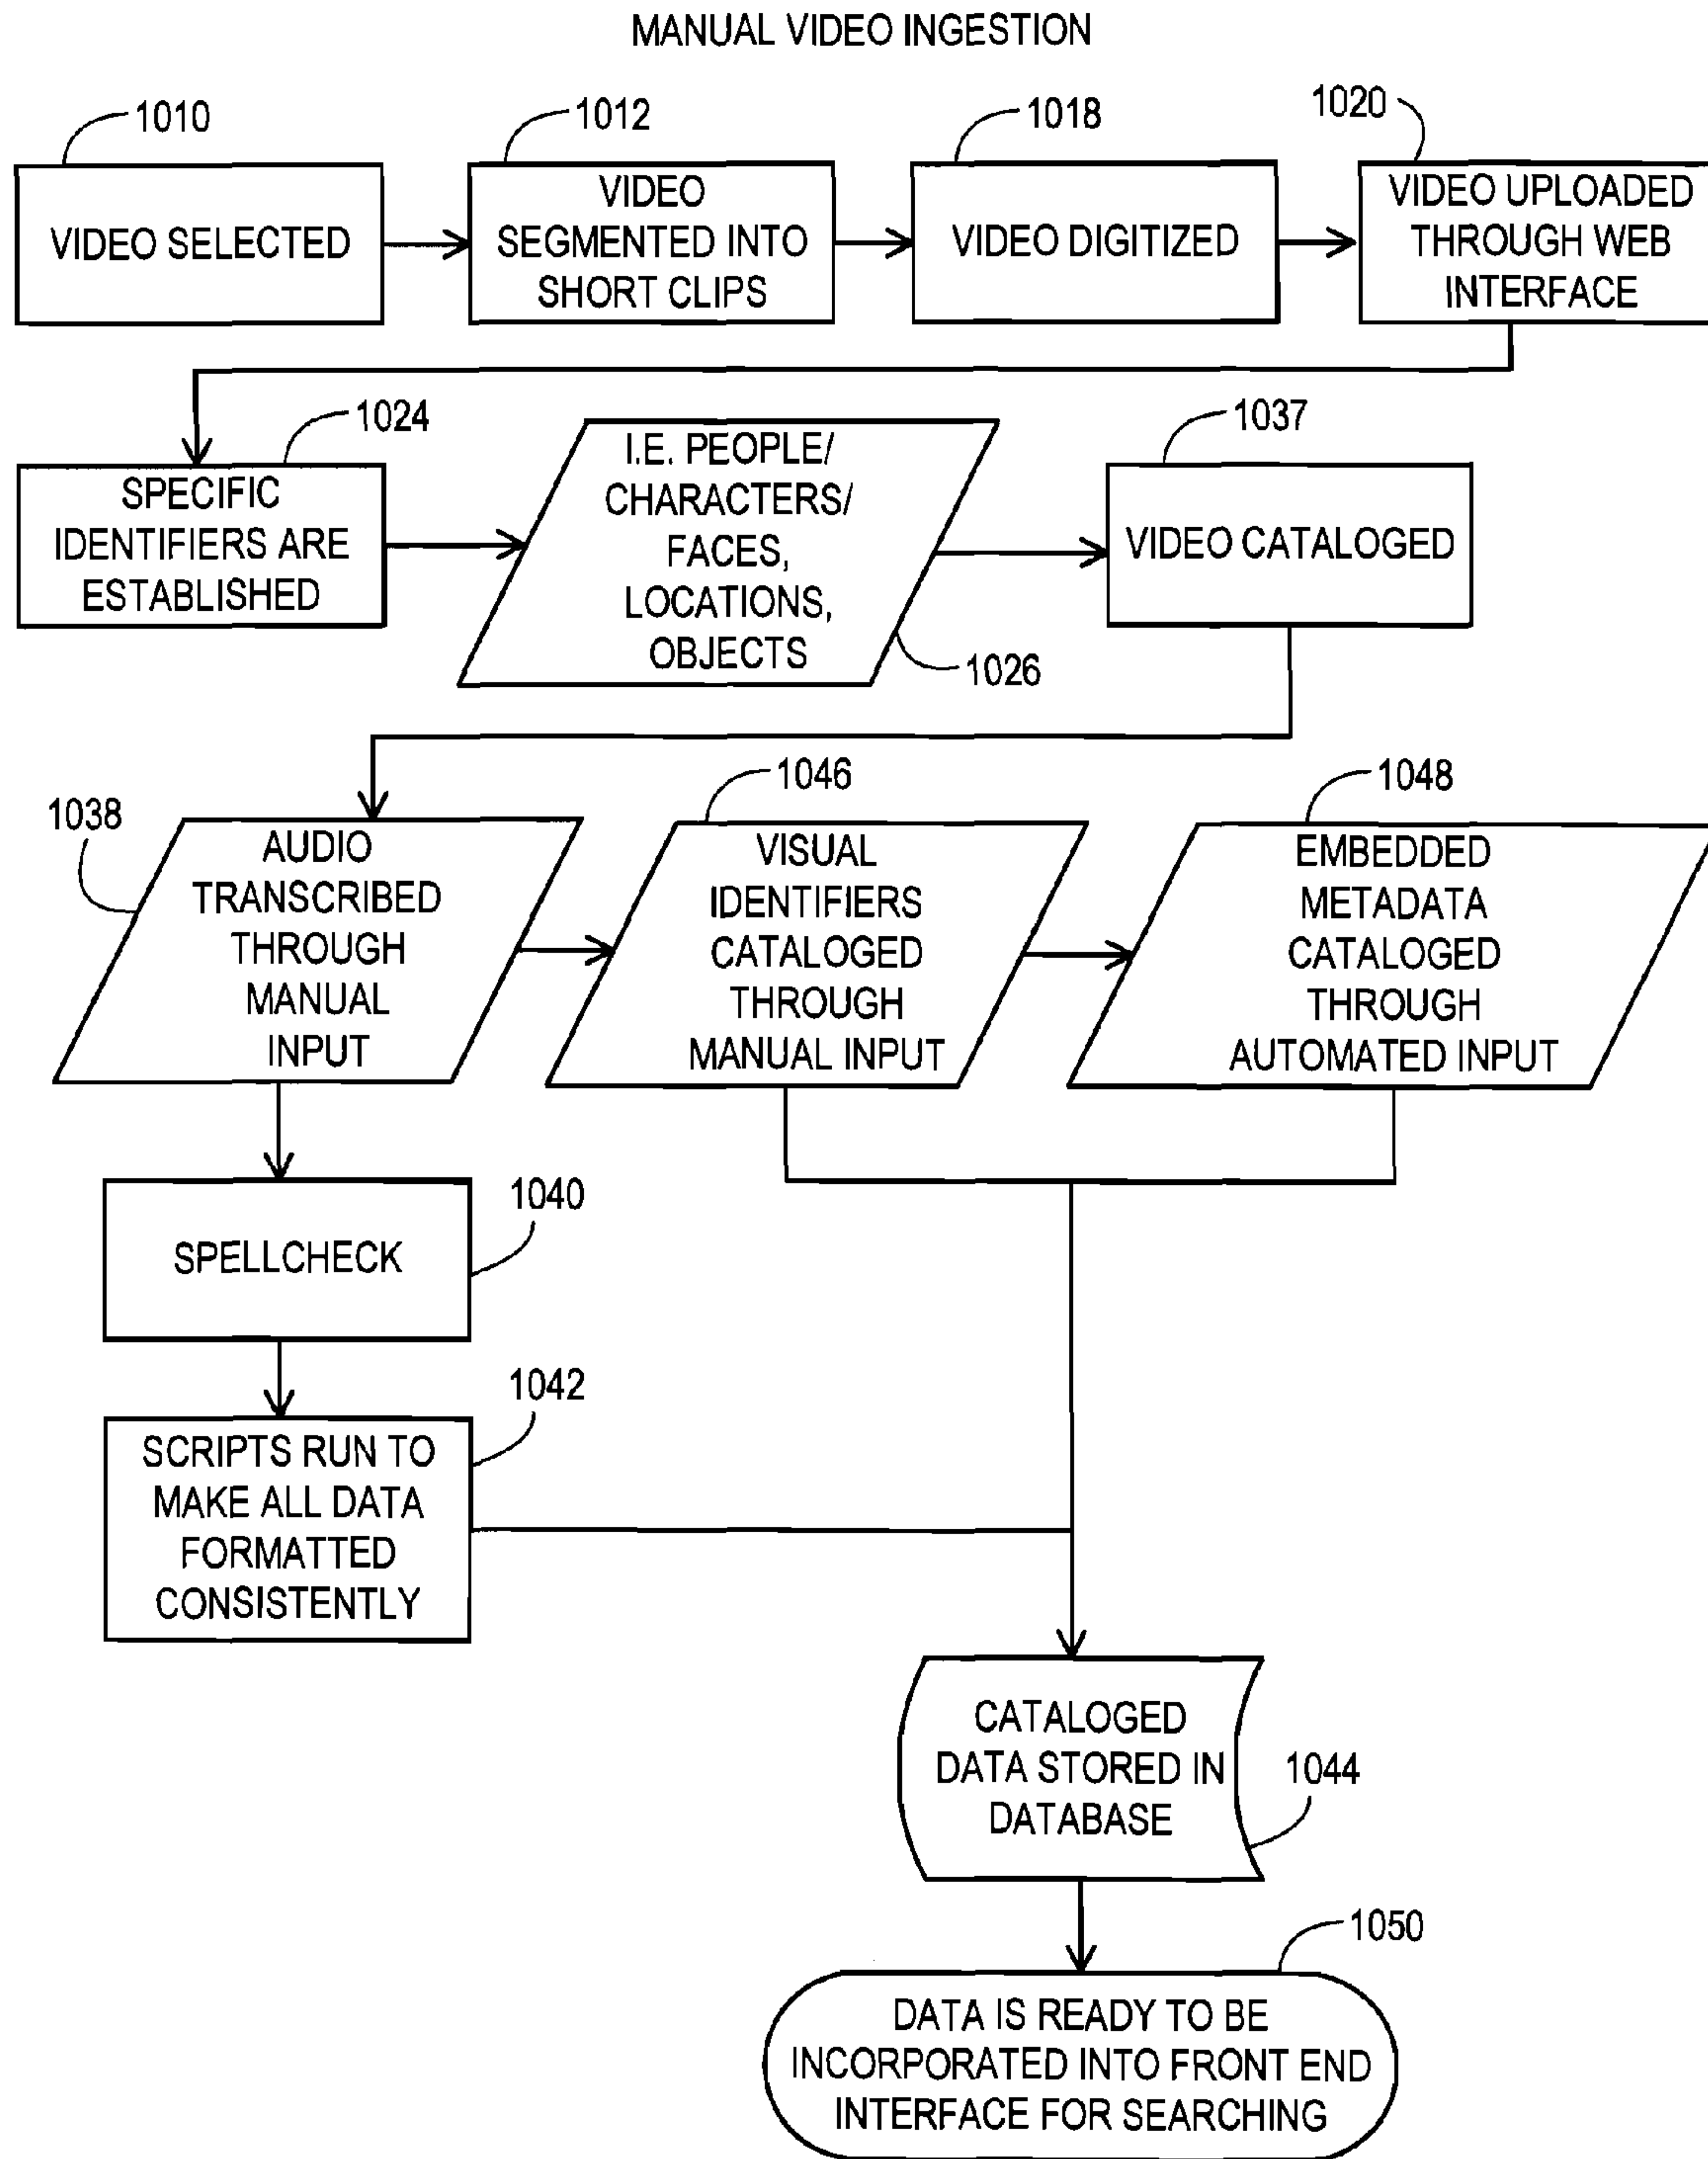 MANUAL VIDEO INGESTION
1010
VIDEO SELECTED
1012
VIDEO
SEGMENTED INTO
SHORT CLIPS
1018
VIDEO DIGITIZED
1020
VIDEO UPLOADED
THROUGH WEB
INTERFACE
1024
SPECIFIC
IDENTIFIERS ARE
ESTABLISHED
I.E. PEOPLE/
CHARACTERS/
FACES,
LOCATIONS,
OBJECTS
1026
1037
VIDEO CATALOGED
1038
AUDIO
TRANSCRIBED
THROUGH
MANUAL
INPUT
1046
VISUAL
IDENTIFIERS
CATALOGED
THROUGH
MANUAL INPUT
1048
EMBEDDED
METADATA
CATALOGED
THROUGH
AUTOMATED INPUT
1040
SPELLCHECK
1042
SCRIPTS RUN TO
MAKE ALL DATA
FORMATTED
CONSISTENTLY
CATALOGED
DATA STORED IN
DATABASE
1044
1050
DATA IS READY TO BE
INCORPORATED INTO FRONT END
INTERFACE FOR SEARCHING